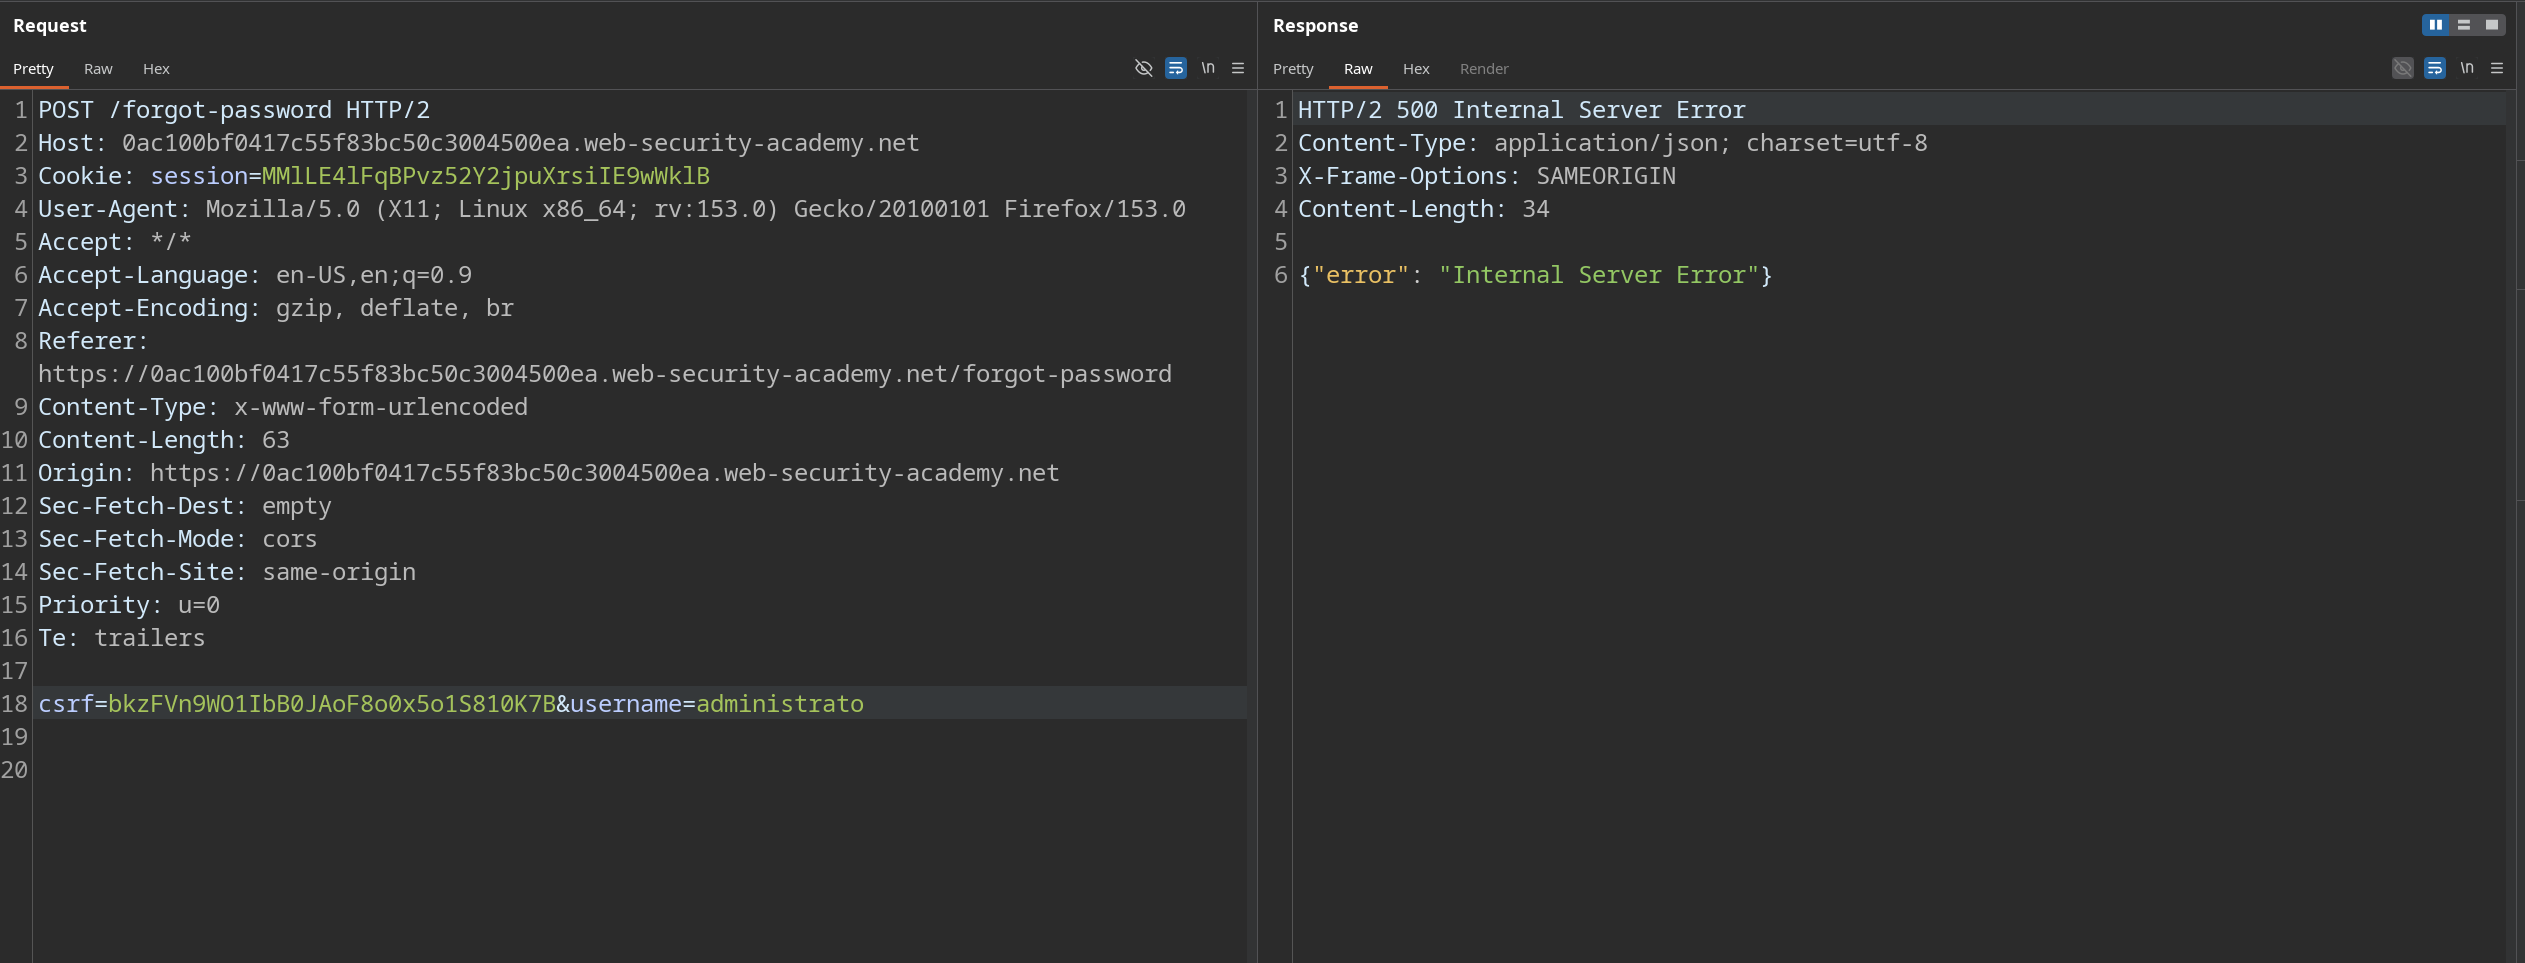 Request
Pretty Raw Hex \n
1 POST /forgot-password HTTP/2
2 Host: 0ac100bf0417c55f83bc50c3004500ea.web-security-academy.net
3 Cookie: session=MMlLE4lFqBPvz52Y2jpuXrsiIE9wWklB
4 User-Agent: Mozilla/5.0 (X11; Linux x86_64; rv:153.0) Gecko/20100101 Firefox/153.0
5 Accept: */*
6 Accept-Language: en-US,en;q=0.9
7 Accept-Encoding: gzip, deflate, br
8 Referer:
https://0ac100bf0417c55f83bc50c3004500ea.web-security-academy.net/forgot-password
9 Content-Type: x-www-form-urlencoded
10 Content-Length: 63
11 Origin: https://0ac100bf0417c55f83bc50c3004500ea.web-security-academy.net
12 Sec-Fetch-Dest: empty
13 Sec-Fetch-Mode: cors
14 Sec-Fetch-Site: same-origin
15 Priority: u=0
16 Te: trailers
17
18 csrf=bkzFVn9WO1IbB0JAoF8o0x5o1S810K7B&username=administrato
19
20
Response
Pretty Raw Hex Render \n
1 HTTP/2 500 Internal Server Error
2 Content-Type: application/json; charset=utf-8
3 X-Frame-Options: SAMEORIGIN
4 Content-Length: 34
5
6 {"error": "Internal Server Error"}